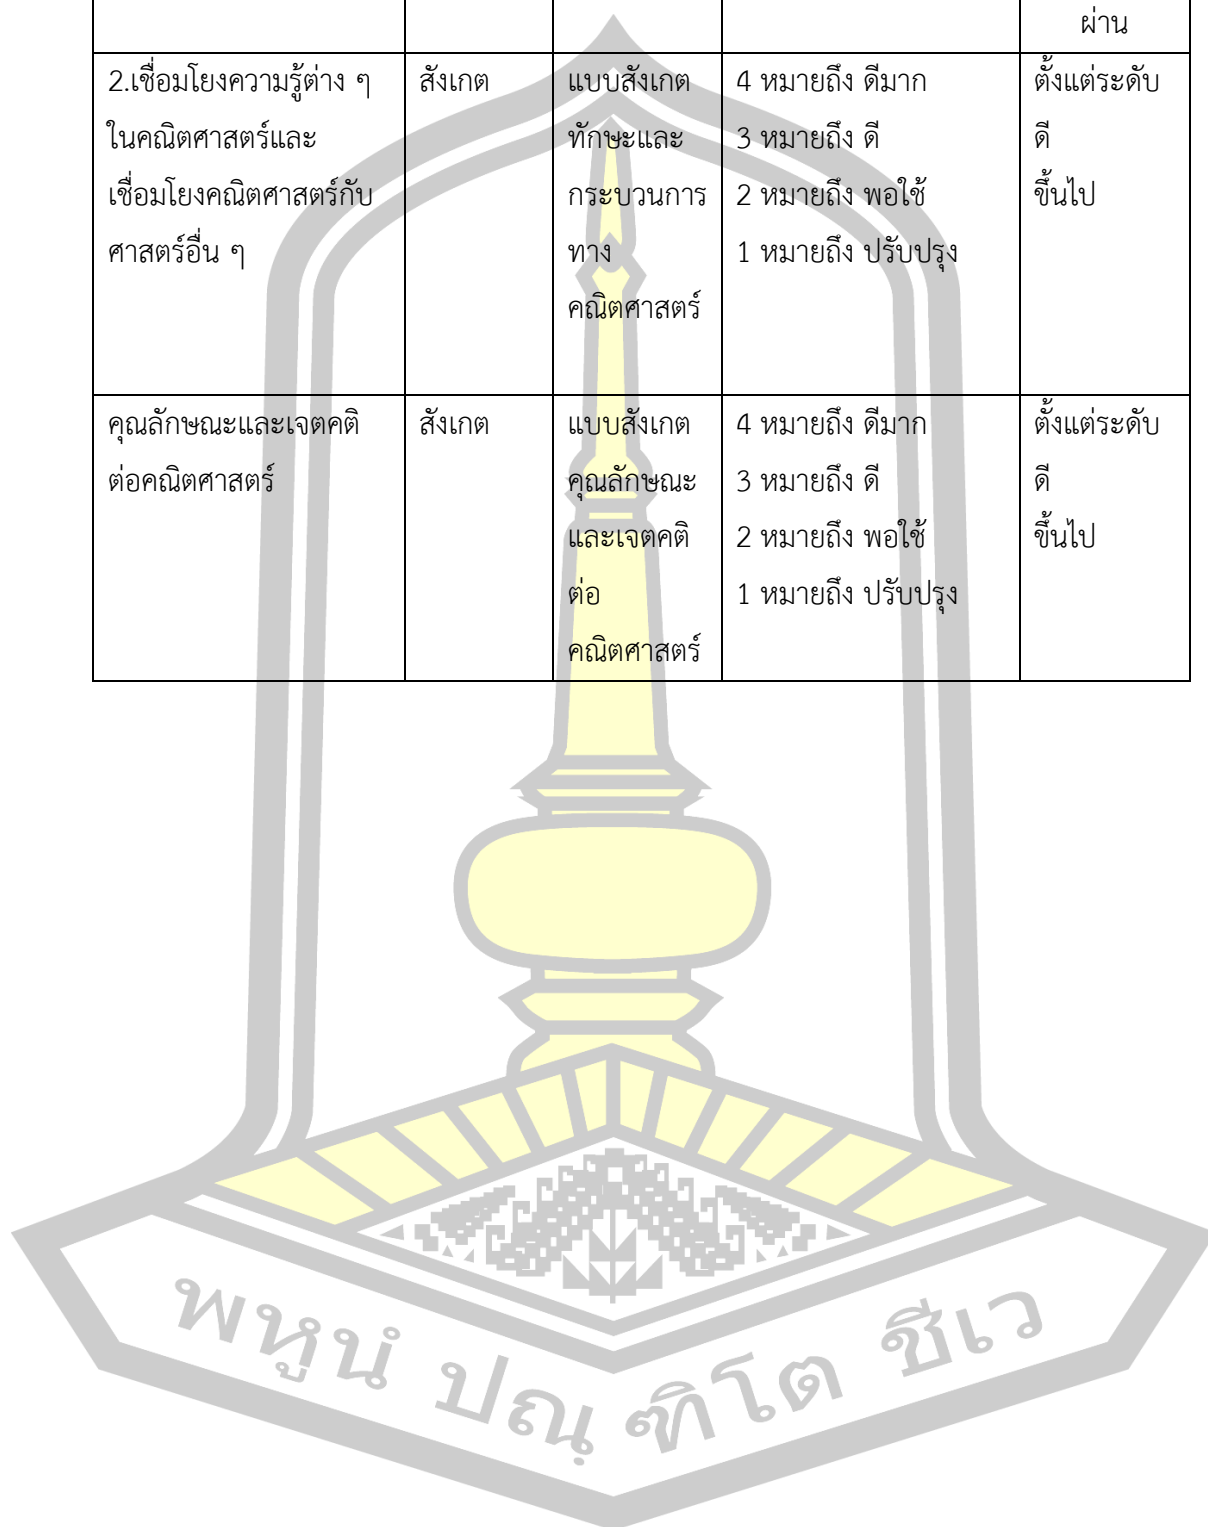 ผ่าน
2.เชื่อมโยงความรู้ต่าง ๆ
ในคณิตศาสตร์และ
เชื่อมโยงคณิตศาสตร์กับ
ศาสตร์อื่น ๆ
สังเกต
แบบสังเกต
ทักษะและ
กระบวนการ
ทาง
คณิตศาสตร์
4 หมายถึง ดีมาก
3 หมายถึง ดี
2 หมายถึง พอใช้
1 หมายถึง ปรับปรุง
ตั้งแต่ระดับ
ดี
ขึ้นไป
คุณลักษณะและเจตคติ
ต่อคณิตศาสตร์
สังเกต
แบบสังเกต
คุณลักษณะ
และเจตคติ
ต่อ
คณิตศาสตร์
4 หมายถึง ดีมาก
3 หมายถึง ดี
2 หมายถึง พอใช้
1 หมายถึง ปรับปรุง
ตั้งแต่ระดับ
ดี
ขึ้นไป
พหูนํ ปณฺฑิโต ชีเว